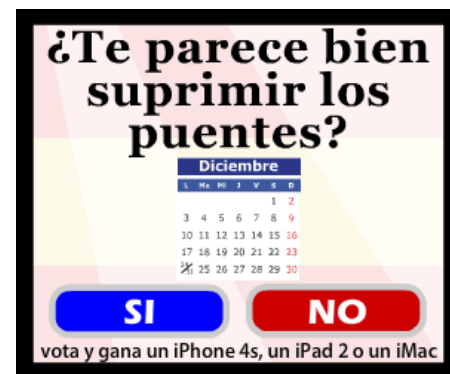 ¿Te parece bien
suprimir los
puentes?
Diciembre
L Ma Mi J V S D
1 2
3 4 5 6 7 8 9
10 11 12 13 14 15 16
17 18 19 20 21 22 23
24/31 25 26 27 28 29 30
SI NO
vota y gana un iPhone 4s, un iPad 2 o un iMac